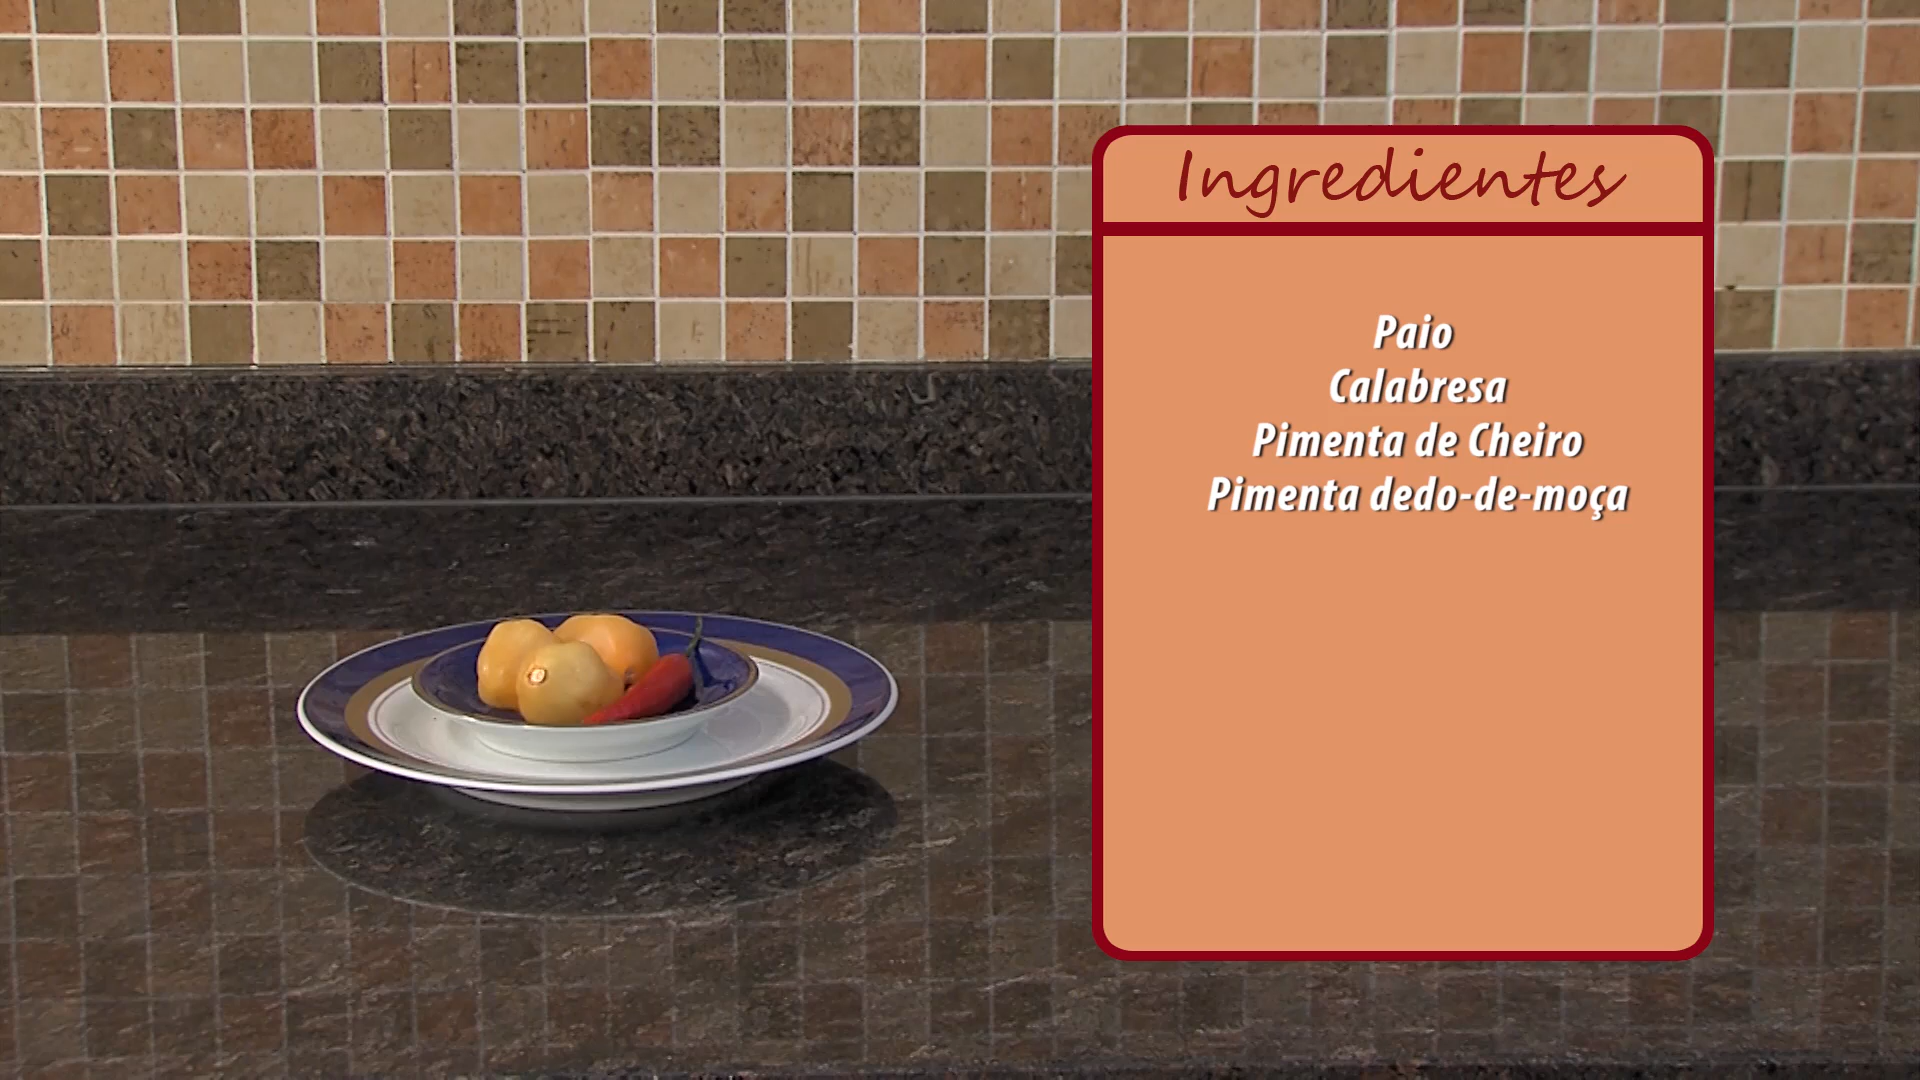 Ingredientes
Paio
Calabresa
Pimenta de Cheiro
Pimenta dedo-de-moça